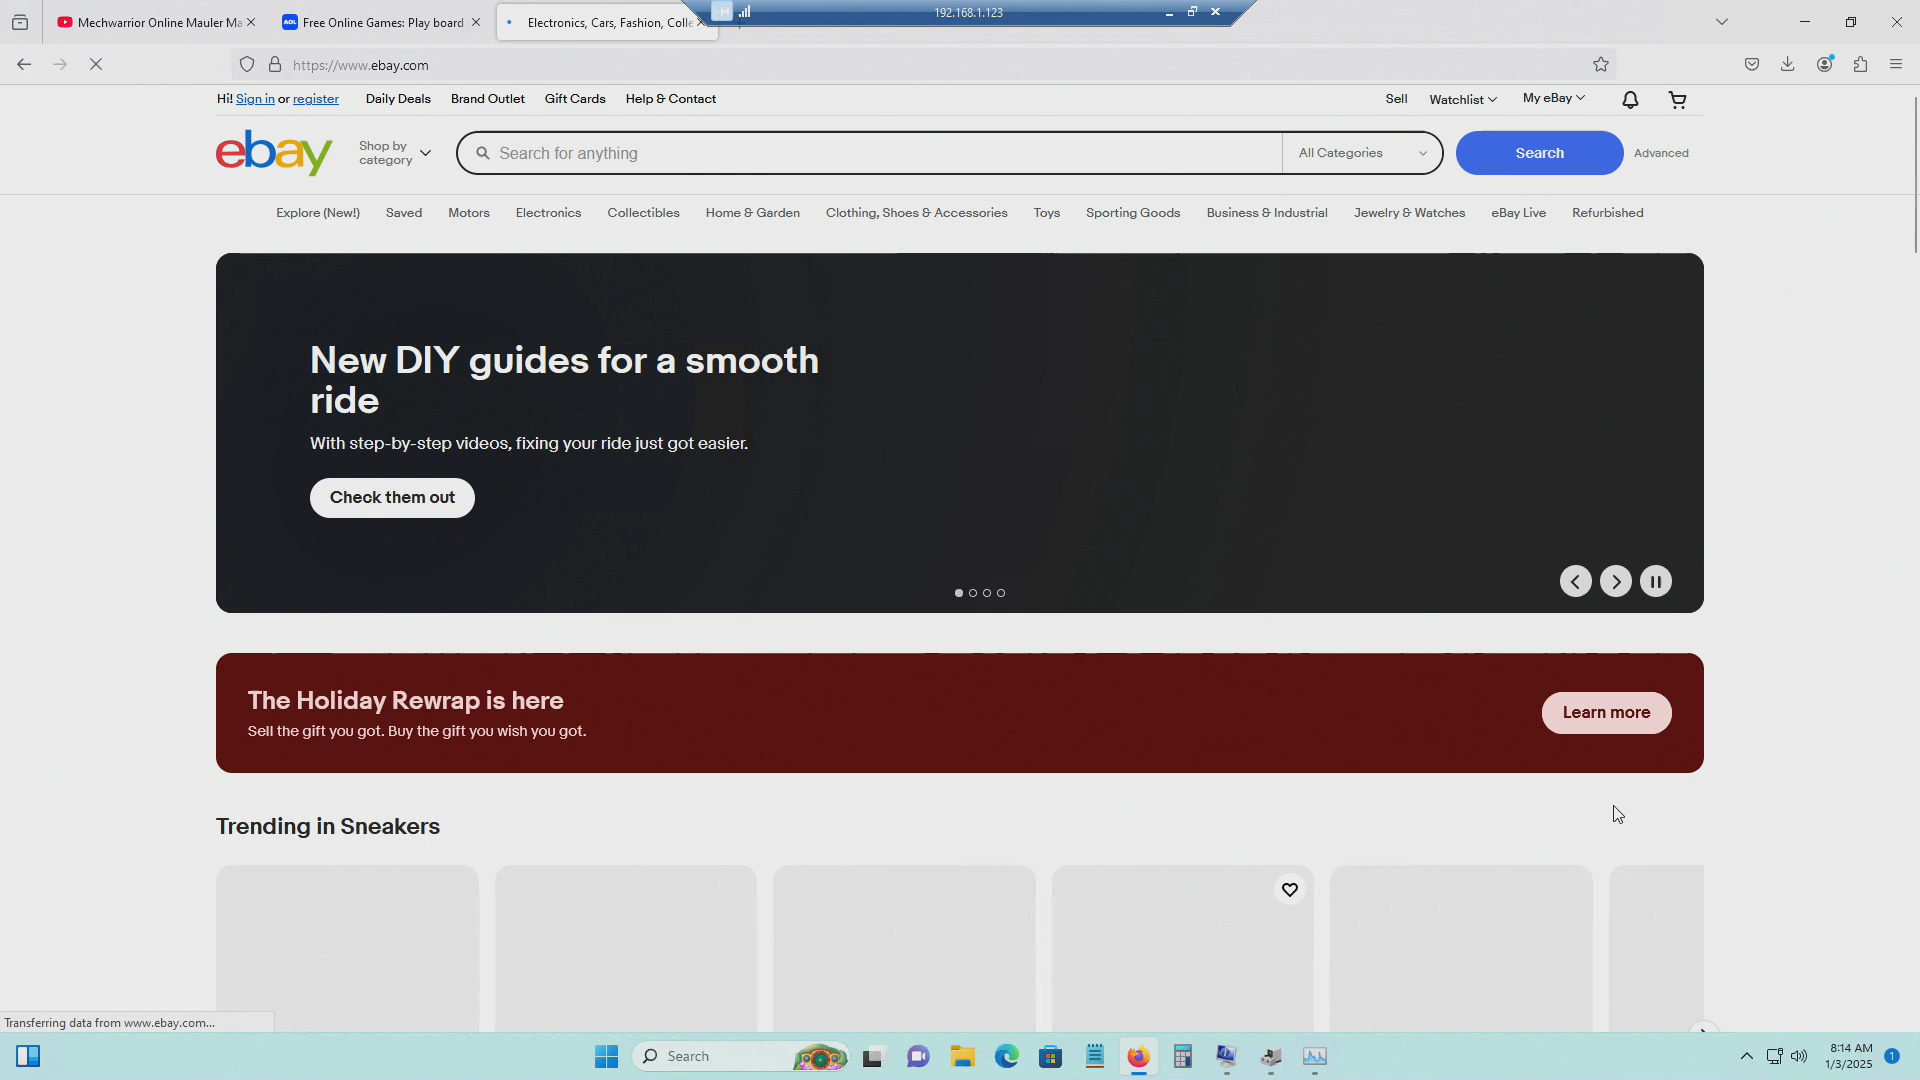 Mechwarrior Online Mauler Ma
Free Online Games: Play board
Electronics, Cars, Fashion, Colle
192.168.1.123
https://www.ebay.com
Hi! Sign in or register
Daily Deals
Brand Outlet
Gift Cards
Help & Contact
Sell
Watchlist
My eBay
ebay
Shop by
category
Search for anything
All Categories
Search
Advanced
Explore (New!)
Saved
Motors
Electronics
Collectibles
Home & Garden
Clothing, Shoes & Accessories
Toys
Sporting Goods
Business & Industrial
Jewelry & Watches
eBay Live
Refurbished
New DIY guides for a smooth
ride
With step-by-step videos, fixing your ride just got easier.
Check them out
The Holiday Rewrap is here
Sell the gift you got. Buy the gift you wish you got.
Learn more
Trending in Sneakers
Transferring data from www.ebay.com...
Search
8:14 AM
1/3/2025
1